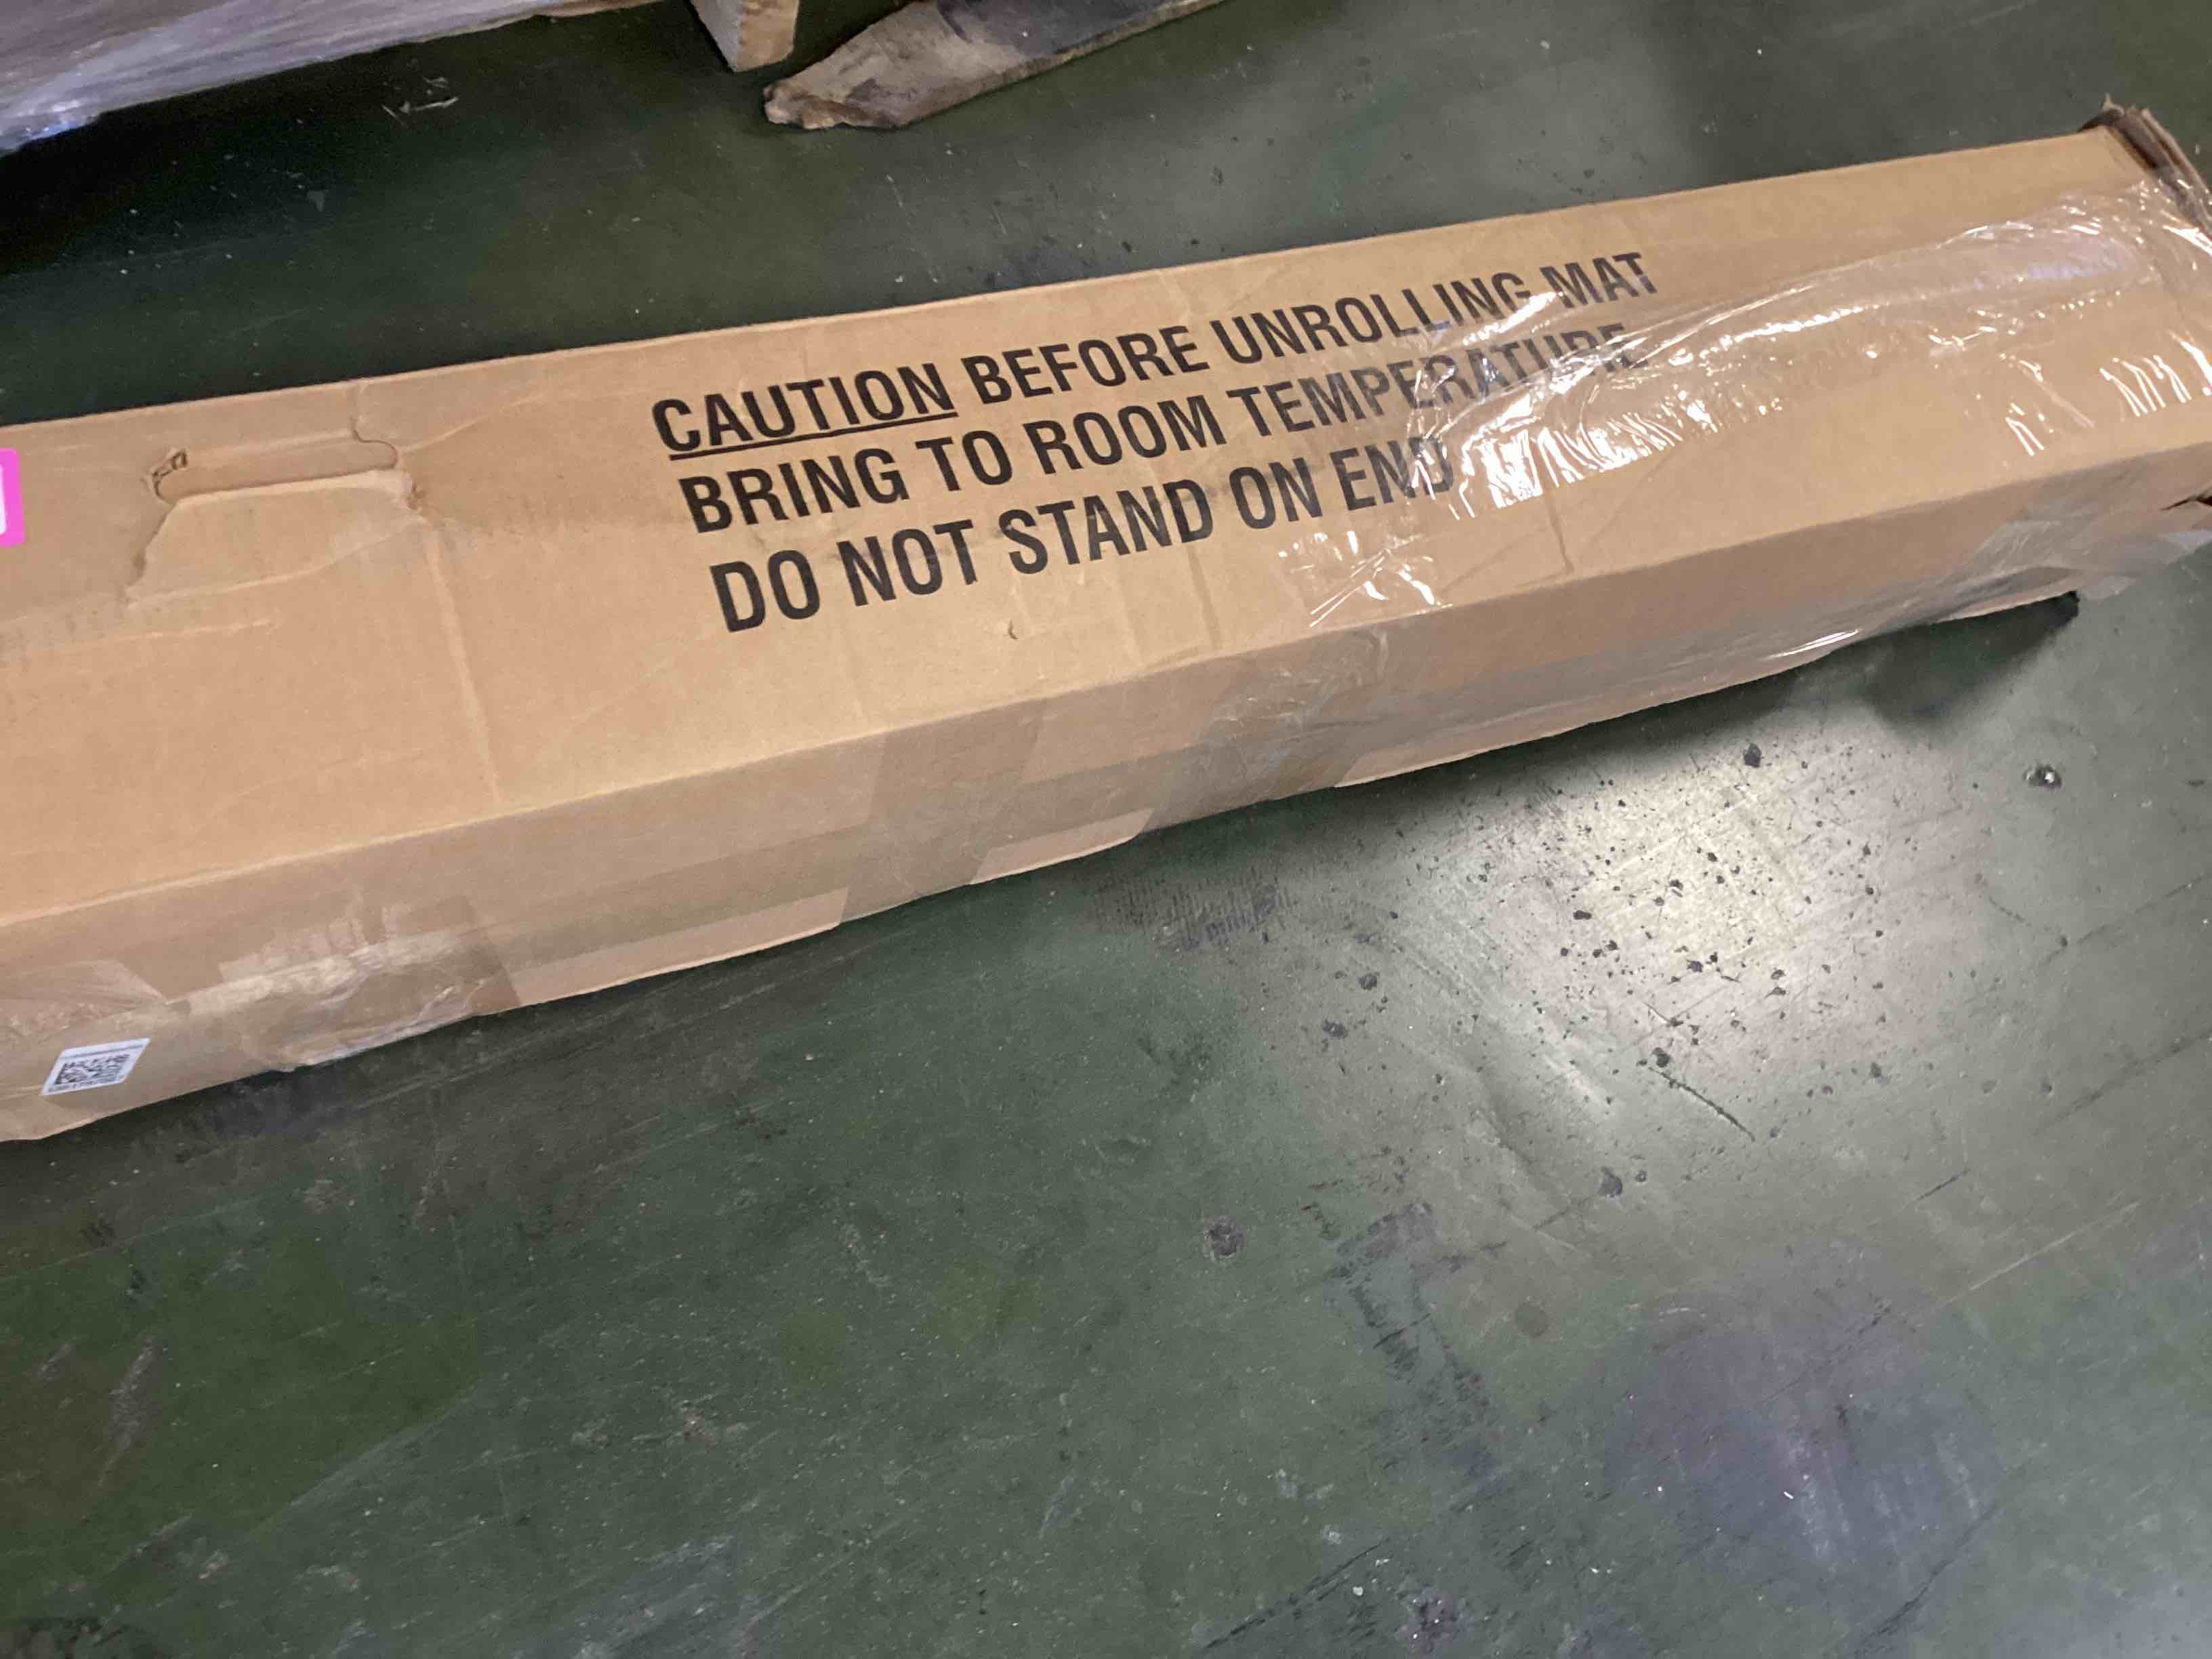 CAUTION BEFORE UNROLLING MAT
BRING TO ROOM TEMPERATURE
DO NOT STAND ON END